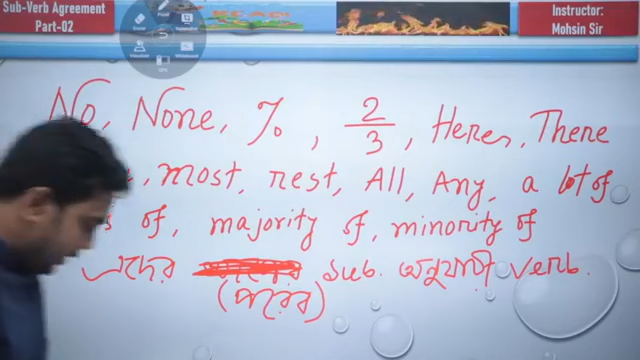 Sub-Verb Agreement
Part-02
Instructor:
Mohsin Sir
No, None, %, 2/3, Here, There
, most, rest, All, Any, a lot of
s of, majority of, minority of
এদের sub. অনুযায়ী verb.
(পরের)